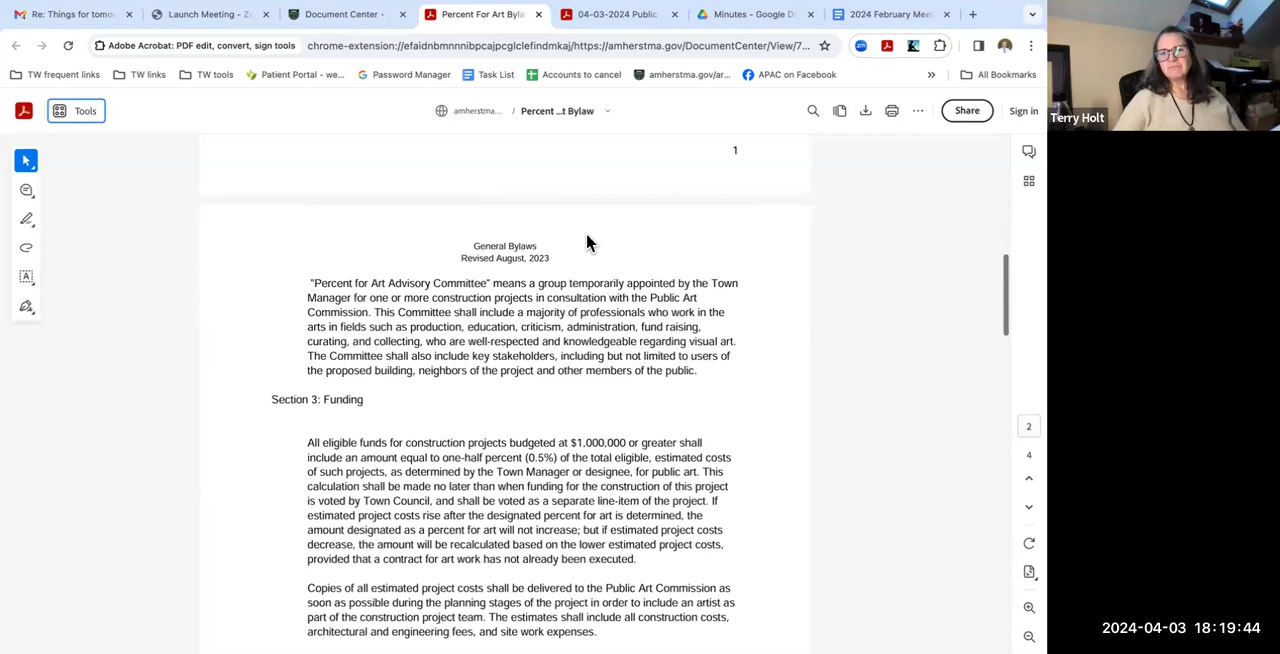 Re: Things for tomo
Launch Meeting - Z
Document Center -
Percent For Art Byla
04-03-2024 Public
Minutes - Google D
2024 February Mee
Adobe Acrobat: PDF edit, convert, sign tools
chrome-extension://efaidnbmnnnibpcajpcglclefindmkaj/https://amherstma.gov/DocumentCenter/View/7...
TW frequent links
TW links
TW tools
Patient Portal - we...
Password Manager
Task List
Accounts to cancel
amherstma.gov/ar...
APAC on Facebook
»
All Bookmarks
Tools
amherstma... / Percent ...t Bylaw
Share
Sign in
Terry Holt
1
General Bylaws
Revised August, 2023
"Percent for Art Advisory Committee" means a group temporarily appointed by the Town
Manager for one or more construction projects in consultation with the Public Art
Commission. This Committee shall include a majority of professionals who work in the
arts in fields such as production, education, criticism, administration, fund raising,
curating, and collecting, who are well-respected and knowledgeable regarding visual art.
The Committee shall also include key stakeholders, including but not limited to users of
the proposed building, neighbors of the project and other members of the public.
Section 3: Funding
All eligible funds for construction projects budgeted at $1,000,000 or greater shall
include an amount equal to one-half percent (0.5%) of the total eligible, estimated costs
of such projects, as determined by the Town Manager or designee, for public art. This
calculation shall be made no later than when funding for the construction of this project
is voted by Town Council, and shall be voted as a separate line-item of the project. If
estimated project costs rise after the designated percent for art is determined, the
amount designated as a percent for art will not increase; but if estimated project costs
decrease, the amount will be recalculated based on the lower estimated project costs,
provided that a contract for art work has not already been executed.
Copies of all estimated project costs shall be delivered to the Public Art Commission as
soon as possible during the planning stages of the project in order to include an artist as
part of the construction project team. The estimates shall include all construction costs,
architectural and engineering fees, and site work expenses.
2
4
2024-04-03 18:19:44